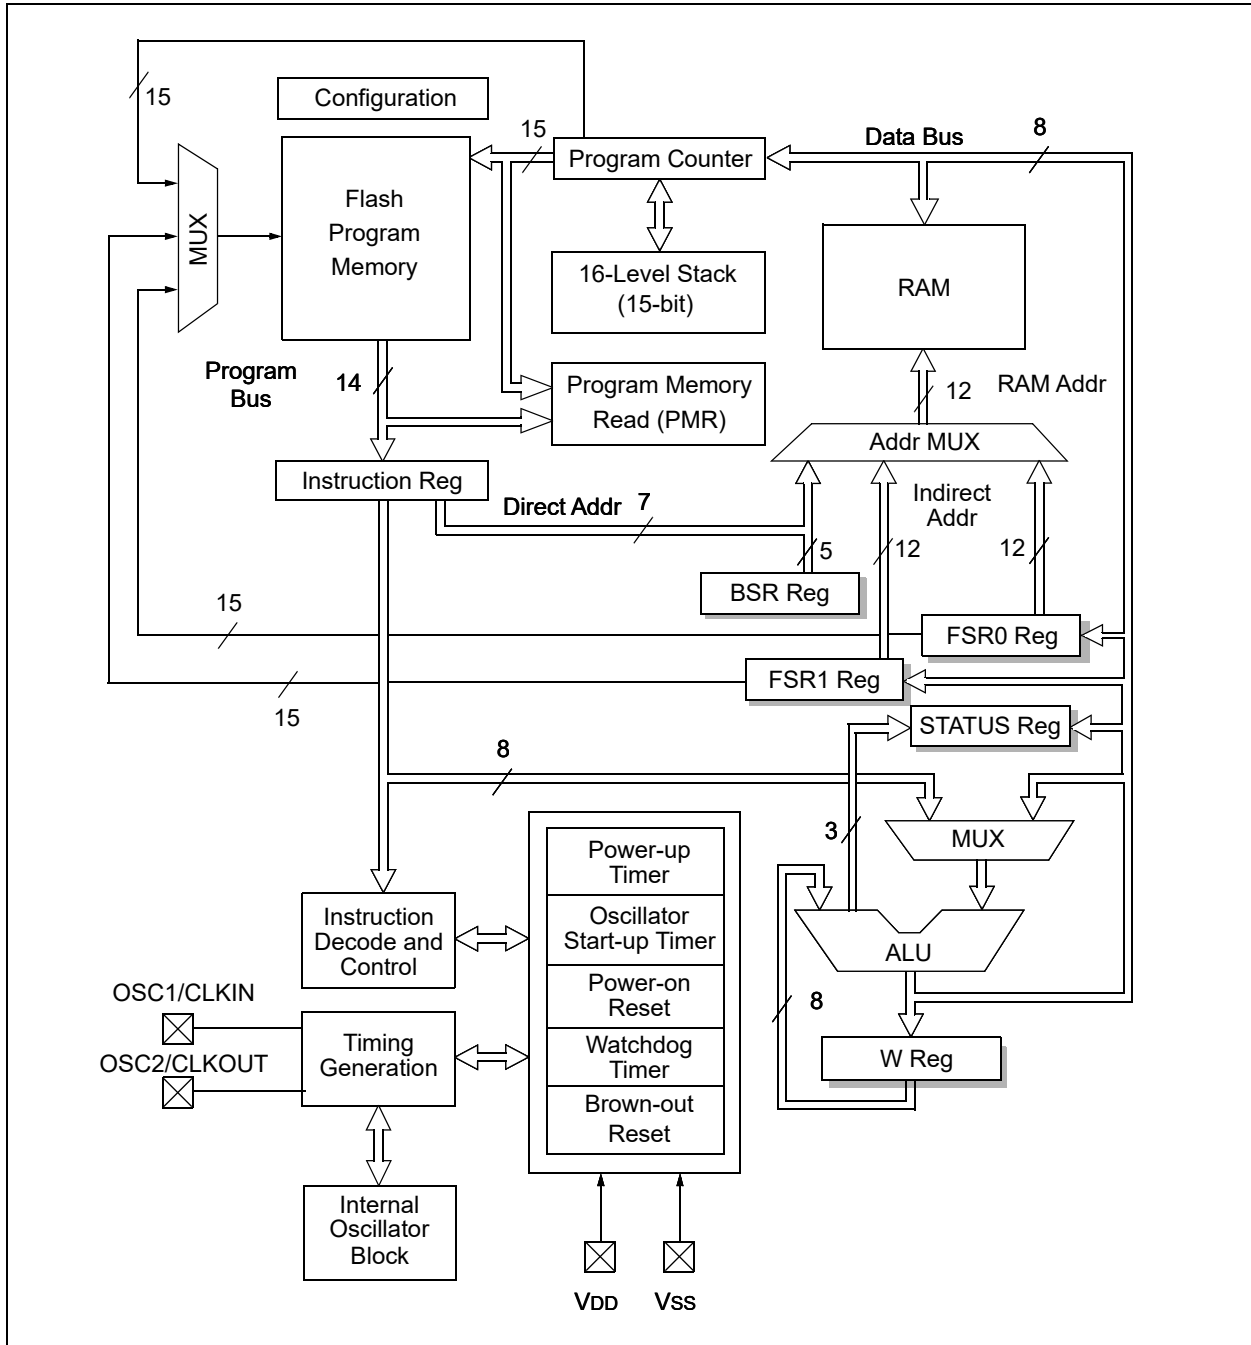 15
Configuration
15
Program Counter
Data Bus
8
MUX
Flash
Program
Memory
16-Level Stack
(15-bit)
RAM
Program
Bus
14
Program Memory
Read (PMR)
12
RAM Addr
Addr MUX
Instruction Reg
Direct Addr
7
Indirect
Addr
5
12
12
BSR Reg
15
FSR0 Reg
FSR1 Reg
15
STATUS Reg
8
3
MUX
Power-up
Timer
Instruction
Decode and
Control
Oscillator
Start-up Timer
ALU
OSC1/CLKIN
Power-on
Reset
8
OSC2/CLKOUT
Timing
Generation
Watchdog
Timer
W Reg
Brown-out
Reset
Internal
Oscillator
Block
VDD
VSS